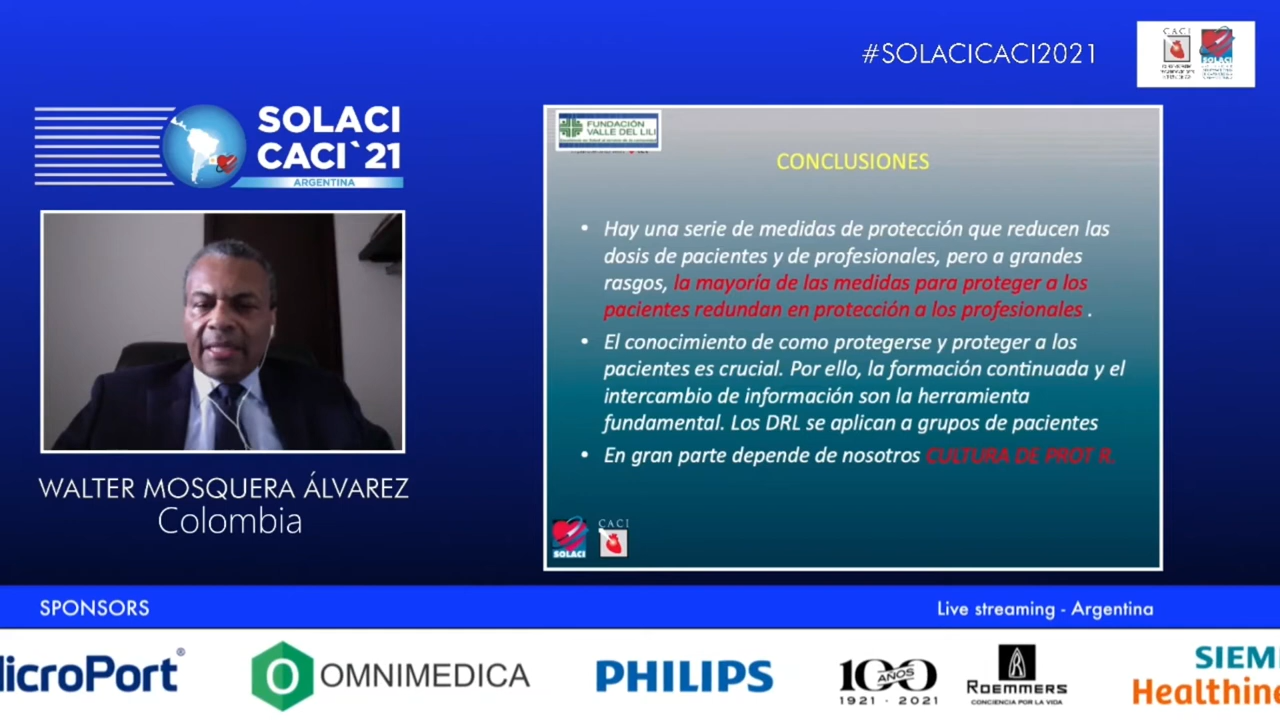 #SOLACICACI2021
CACI
SOLACI
SOLACI
CACI`21
ARGENTINA
WALTER MOSQUERA ÁLVAREZ
Colombia
FUNDACIÓN
VALLE DEL LILI
CONCLUSIONES
• Hay una serie de medidas de protección que reducen las
dosis de pacientes y de profesionales, pero a grandes
rasgos, la mayoría de las medidas para proteger a los
pacientes redundan en protección a los profesionales .
• El conocimiento de como protegerse y proteger a los
pacientes es crucial. Por ello, la formación continuada y el
intercambio de información son la herramienta
fundamental. Los DRL se aplican a grupos de pacientes
• En gran parte depende de nosotros CULTURA DE PROT R.
SOLACI
CACI
SPONSORS
Live streaming - Argentina
icroPort®
OMNIMEDICA
PHILIPS
100
AÑOS
1921 · 2021
ROEMMERS
CONCIENCIA POR LA VIDA
SIEM
Healthine